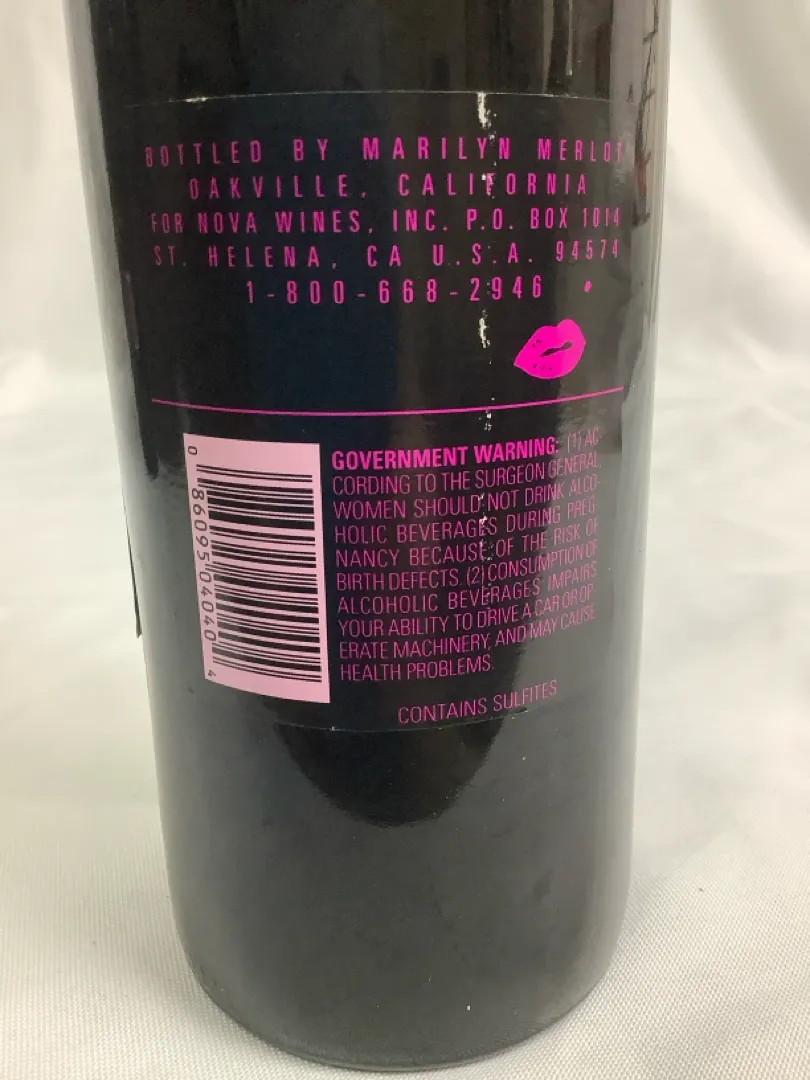 BOTTLED BY MARILYN MERLOT
OAKVILLE, CALIFORNIA
FOR NOVA WINES, INC. P.O. BOX 1014
ST. HELENA, CA U.S.A. 94574
1-800-668-2946
GOVERNMENT WARNING: (1) AC-
CORDING TO THE SURGEON GENERAL,
WOMEN SHOULD NOT DRINK ALCO-
HOLIC BEVERAGES DURING PREG-
NANCY BECAUSE OF THE RISK OF
BIRTH DEFECTS. (2) CONSUMPTION OF
ALCOHOLIC BEVERAGES IMPAIRS
YOUR ABILITY TO DRIVE A CAR OR OP-
ERATE MACHINERY, AND MAY CAUSE
HEALTH PROBLEMS.
CONTAINS SULFITES
0 86095 04040 4